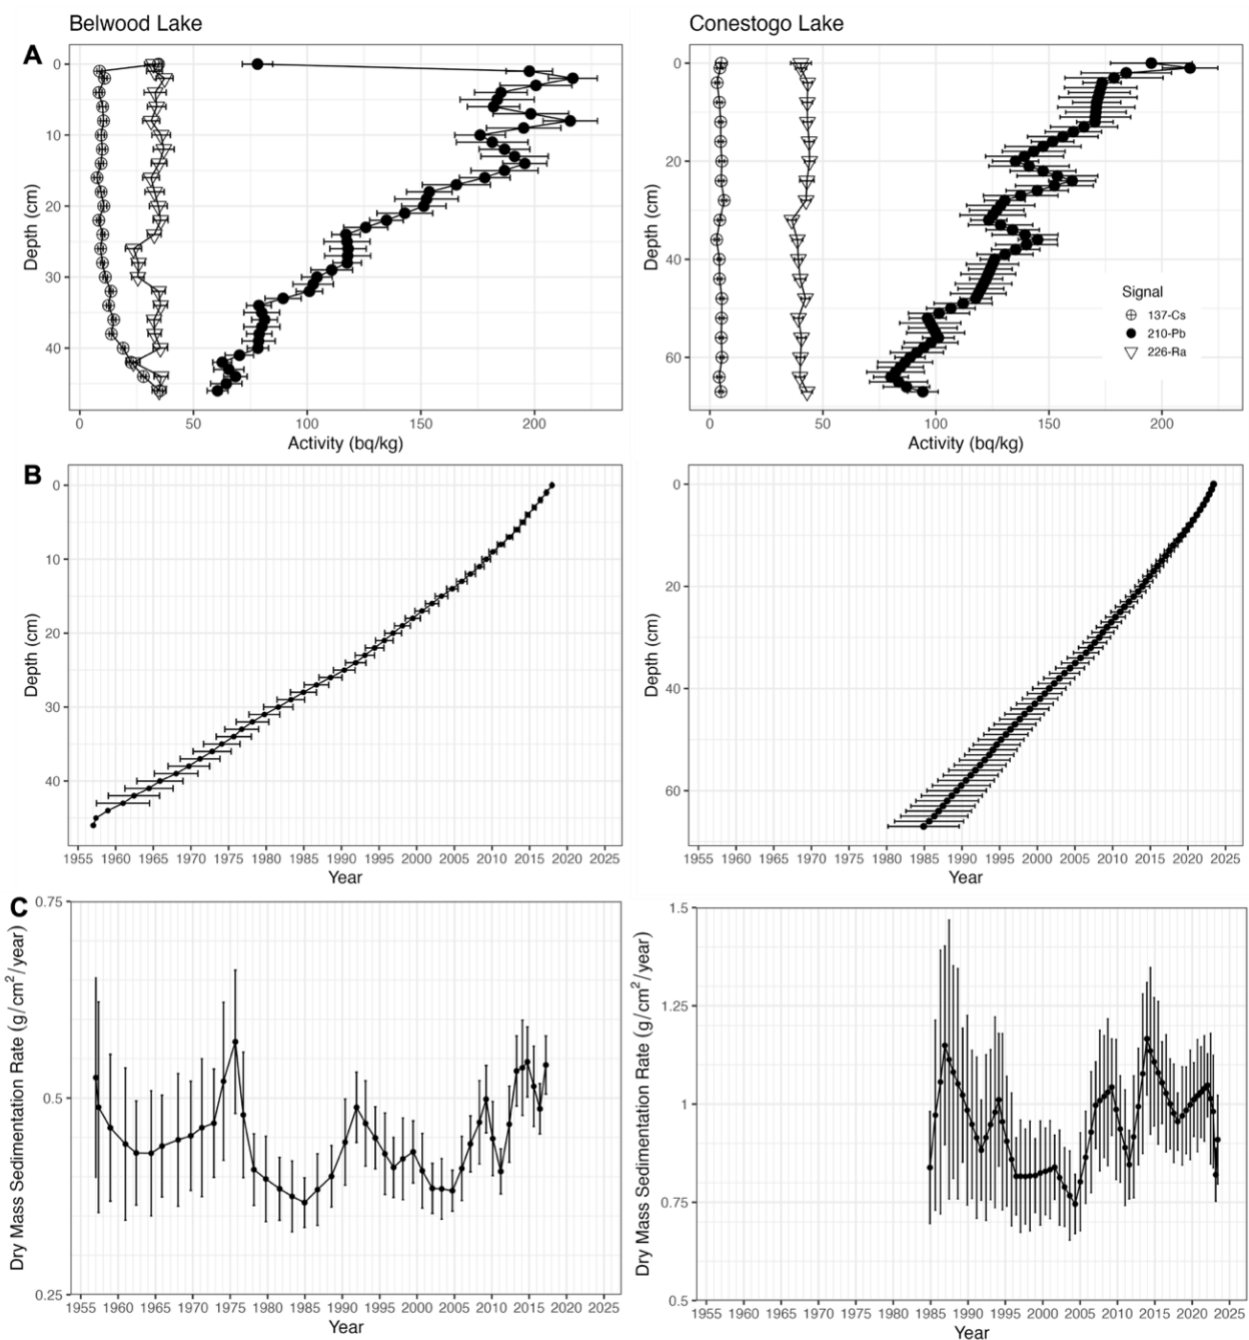 Belwood Lake
Conestogo Lake
A
0
10
20
30
40
Depth (cm)
0 50 100 150 200
Activity (bq/kg)
0
20
40
60
Depth (cm)
Signal
137-Cs
210-Pb
226-Ra
0 50 100 150 200
Activity (bq/kg)
B
0
10
20
30
40
Depth (cm)
1955 1960 1965 1970 1975 1980 1985 1990 1995 2000 2005 2010 2015 2020 2025
Year
0
20
40
60
Depth (cm)
1955 1960 1965 1970 1975 1980 1985 1990 1995 2000 2005 2010 2015 2020 2025
Year
C
0.75
0.5
0.25
Dry Mass Sedimentation Rate (g/cm²/year)
1955 1960 1965 1970 1975 1980 1985 1990 1995 2000 2005 2010 2015 2020 2025
Year
1.5
1.25
1
0.75
0.5
Dry Mass Sedimentation Rate (g/cm²/year)
1955 1960 1965 1970 1975 1980 1985 1990 1995 2000 2005 2010 2015 2020 2025
Year